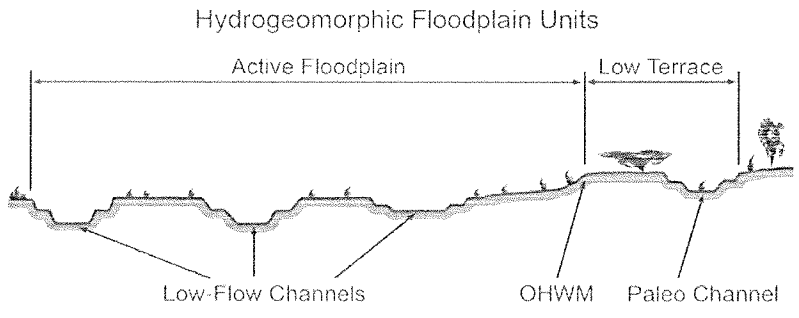 Hydrogeomorphic Floodplain Units
Active Floodplain
Low Terrace
Low-Flow Channels
OHWM
Paleo Channel